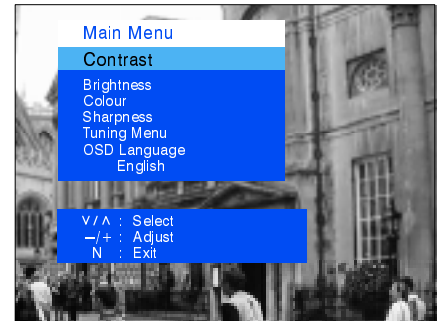 Main Menu
Contrast
Brightness
Colour
Sharpness
Tuning Menu
OSD Language
English
∨/∧ : Select
−/+ : Adjust
N : Exit